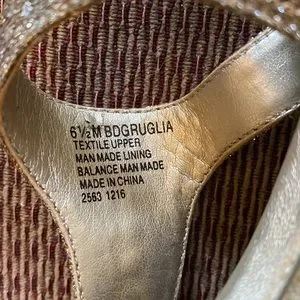 6½M BDGRUGLIA
TEXTILE UPPER
MAN MADE LINING
BALANCE MAN MADE
MADE IN CHINA
2563 1216